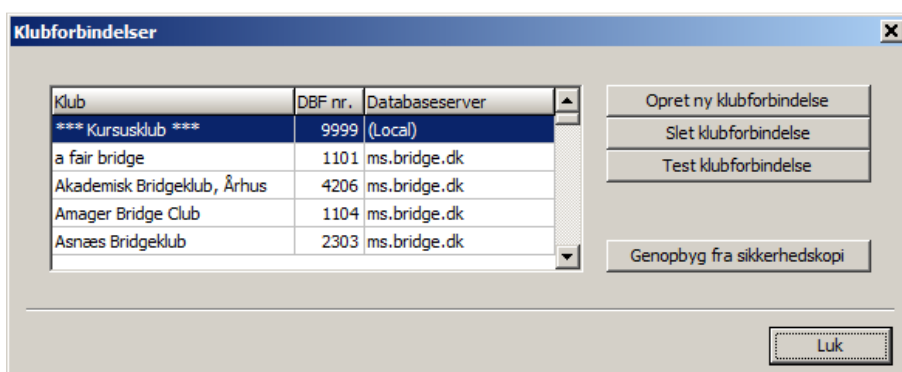 Klubforbindelser
Klub DBF nr. Databaseserver
*** Kursusklub *** 9999 (Local)
a fair bridge 1101 ms.bridge.dk
Akademisk Bridgeklub, Århus 4206 ms.bridge.dk
Amager Bridge Club 1104 ms.bridge.dk
Asnæs Bridgeklub 2303 ms.bridge.dk
Opret ny klubforbindelse
Slet klubforbindelse
Test klubforbindelse
Genopbyg fra sikkerhedskopi
Luk